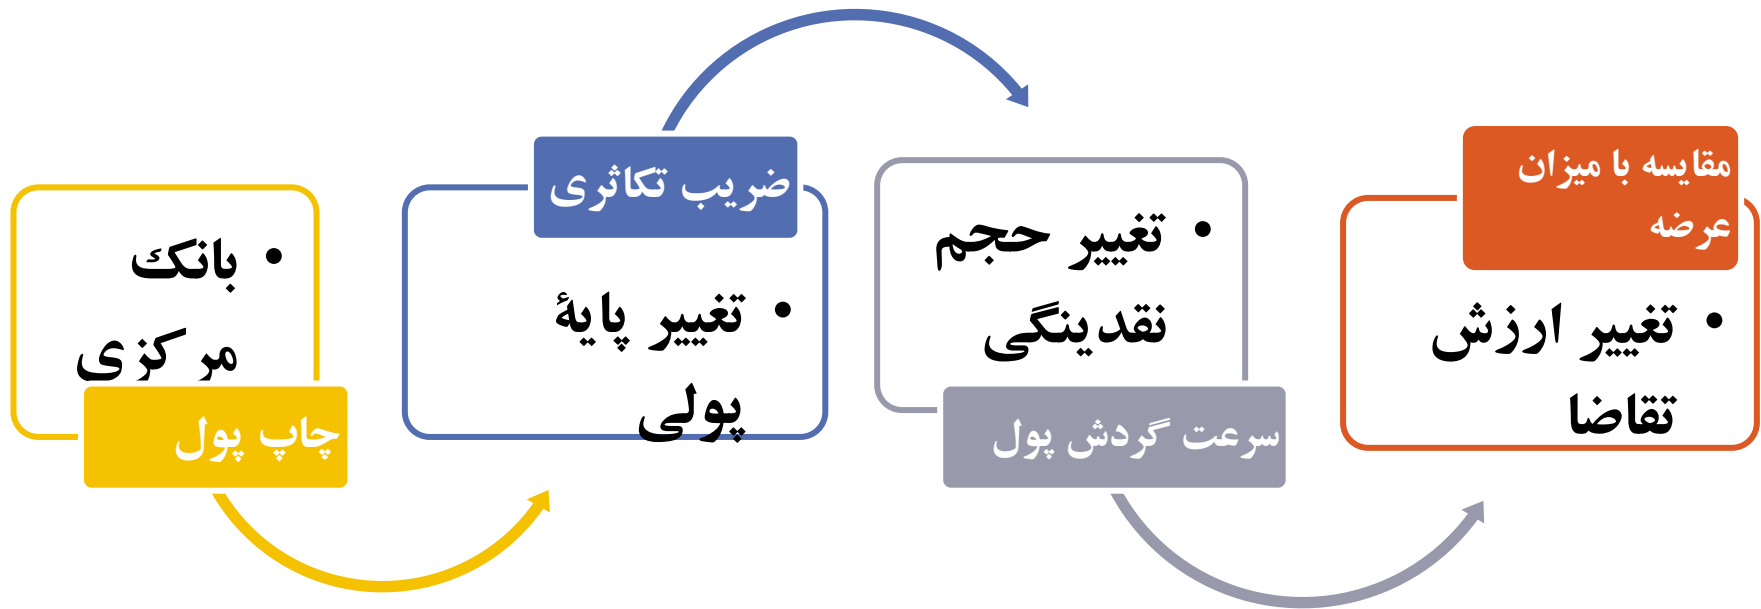 • بانک
مرکزی
چاپ پول
ضریب تکاثری
• تغییر پایۀ
پولی
• تغییر حجم
نقدینگی
سرعت گردش پول
مقایسه با میزان
عرضه
• تغییر ارزش
تقاضا